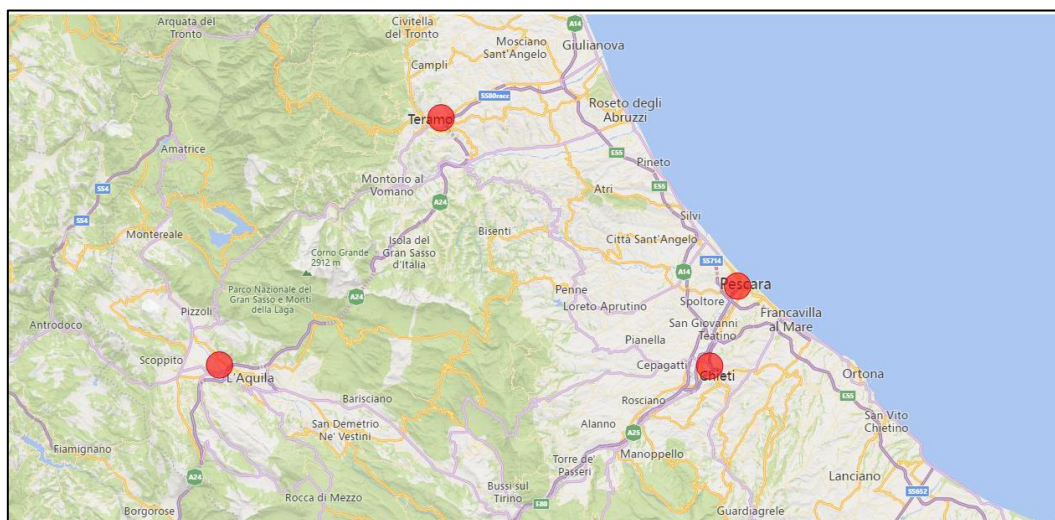 Arquata del
Tronto
Civitella
del Tronto
A14
Mosciano
Sant'Angelo
Giulianova
Campli
SS80racc
Roseto degli
Abruzzi
Teramo
Amatrice
E55
Pineto
SS4
Montorio al
Vomano
A24
Atri
E55
SS4
Silvi
Montereale
Isola del
Gran Sasso
d'Italia
Bisenti
Città Sant'Angelo
Corno Grande
2912 m
SS714
A14
Parco Nazionale del
Gran Sasso e Monti
della Laga
A24
Penne
Pescara
Loreto Aprutino
Spoltore
Pizzoli
Francavilla
al Mare
Antrodoco
San Giovanni
Teatino
Pianella
Scoppito
Cepagatti
L'Aquila
Chieti
Ortona
Barisciano
Rosciano
E55
San Vito
Chietino
San Demetrio
Ne' Vestini
Alanno
A25
Fiamignano
Manoppello
Torre de'
Passeri
A24
Lanciano
Bussi sul
Tirino
SS652
Rocca di Mezzo
E80
Borgorose
Guardiagrele